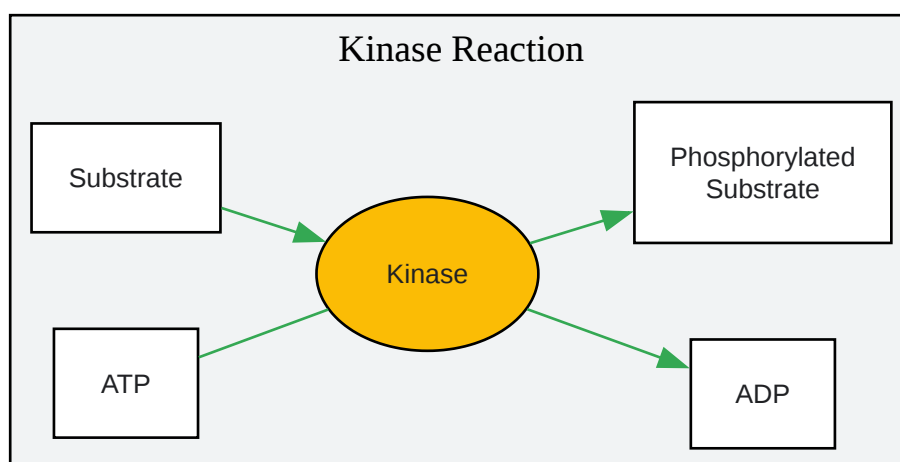 Kinase Reaction
Substrate
Phosphorylated
Substrate
Kinase
ATP
ADP